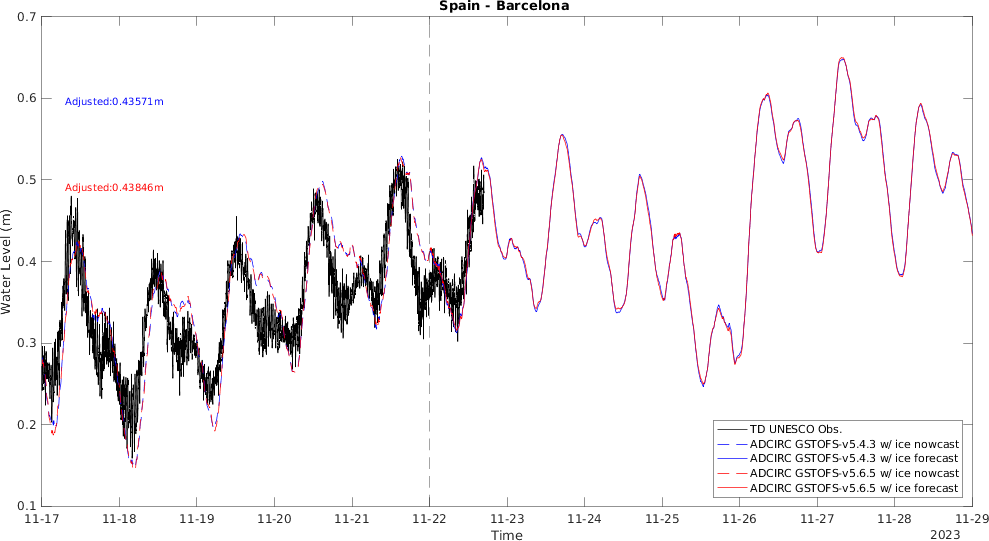 Spain - Barcelona
0.7
0.6
0.5
0.4
0.3
0.2
0.1
Water Level (m)
Adjusted:0.43571m
Adjusted:0.43846m
TD UNESCO Obs.
ADCIRC GSTOFS-v5.4.3 w/ ice nowcast
ADCIRC GSTOFS-v5.4.3 w/ ice forecast
ADCIRC GSTOFS-v5.6.5 w/ ice nowcast
ADCIRC GSTOFS-v5.6.5 w/ ice forecast
11-17 11-18 11-19 11-20 11-21 11-22 11-23 11-24 11-25 11-26 11-27 11-28 11-29
Time
2023